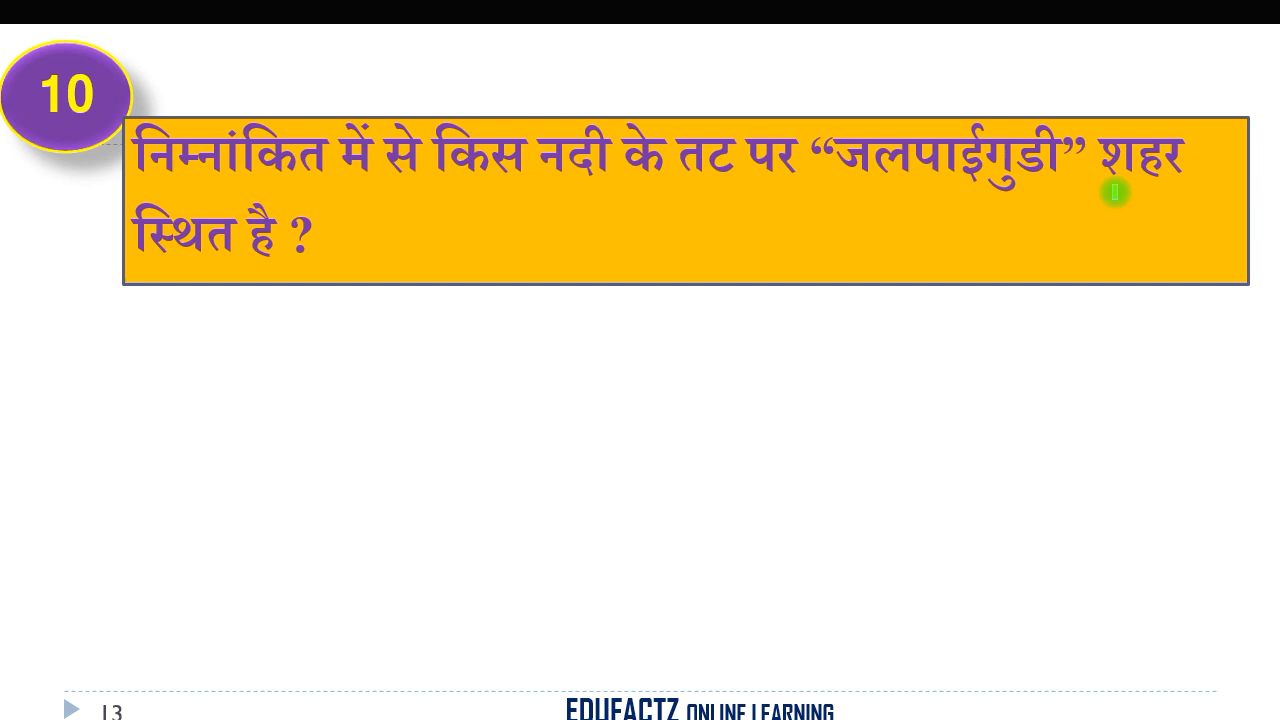 10
निम्नांकित में से किस नदी के तट पर “जलपाईगुडी” शहर
स्थित है ?
13
EDUFACTZ ONLINE LEARNING